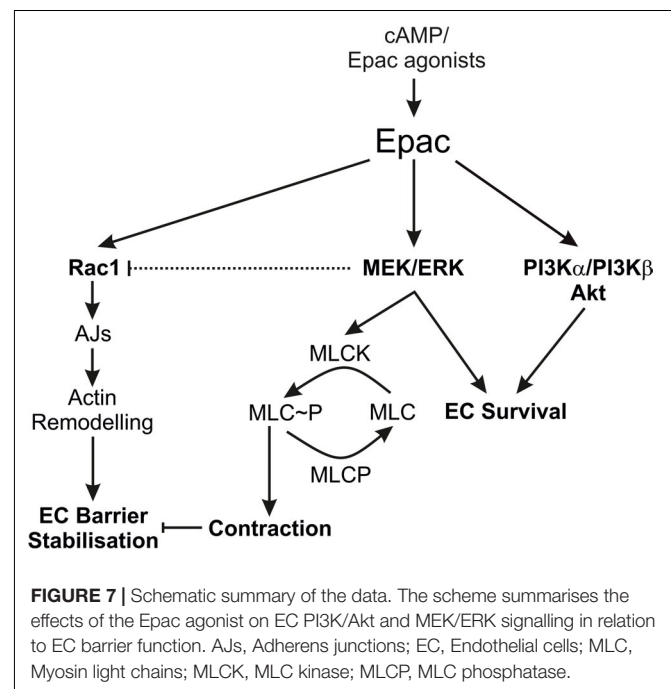 cAMP/
Epac agonists
Epac
Rac1
MEK/ERK
PI3Kα/PI3Kβ
Akt
AJs
MLCK
Actin
Remodelling
MLC~P
MLC
EC Survival
MLCP
EC Barrier
Stabilisation
Contraction
FIGURE 7 | Schematic summary of the data. The scheme summarises the
effects of the Epac agonist on EC PI3K/Akt and MEK/ERK signalling in relation
to EC barrier function. AJs, Adherens junctions; EC, Endothelial cells; MLC,
Myosin light chains; MLCK, MLC kinase; MLCP, MLC phosphatase.